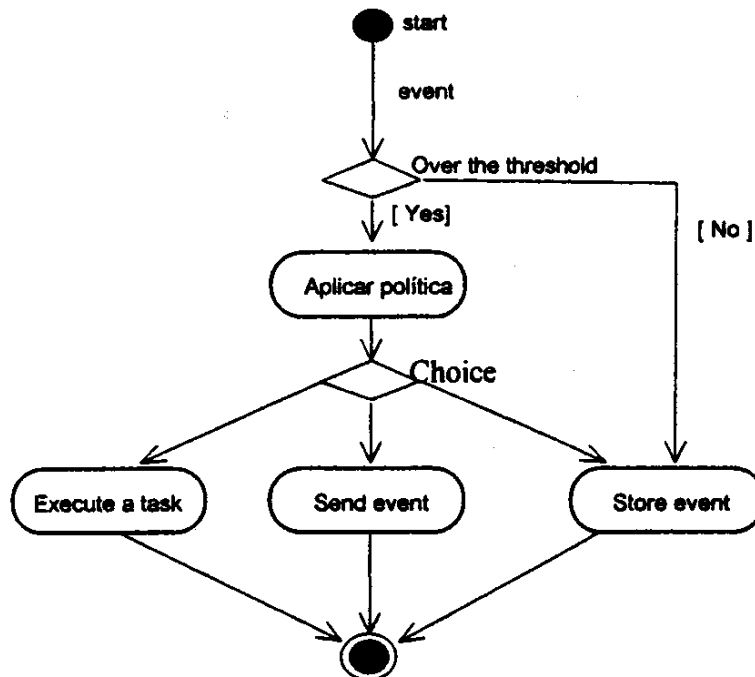 start
event
Over the threshold
[ Yes]
[ No ]
Aplicar política
Choice
Execute a task
Send event
Store event